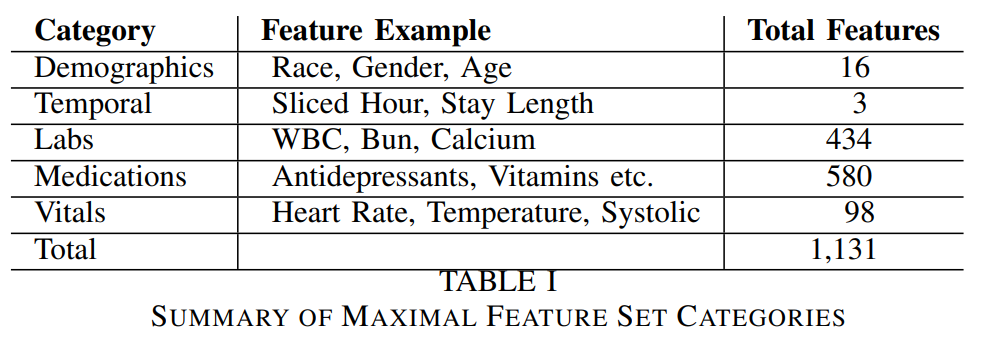 Category Feature Example Total Features
Demographics Race, Gender, Age 16
Temporal Sliced Hour, Stay Length 3
Labs WBC, Bun, Calcium 434
Medications Antidepressants, Vitamins etc. 580
Vitals Heart Rate, Temperature, Systolic 98
Total 1,131
TABLE I
SUMMARY OF MAXIMAL FEATURE SET CATEGORIES